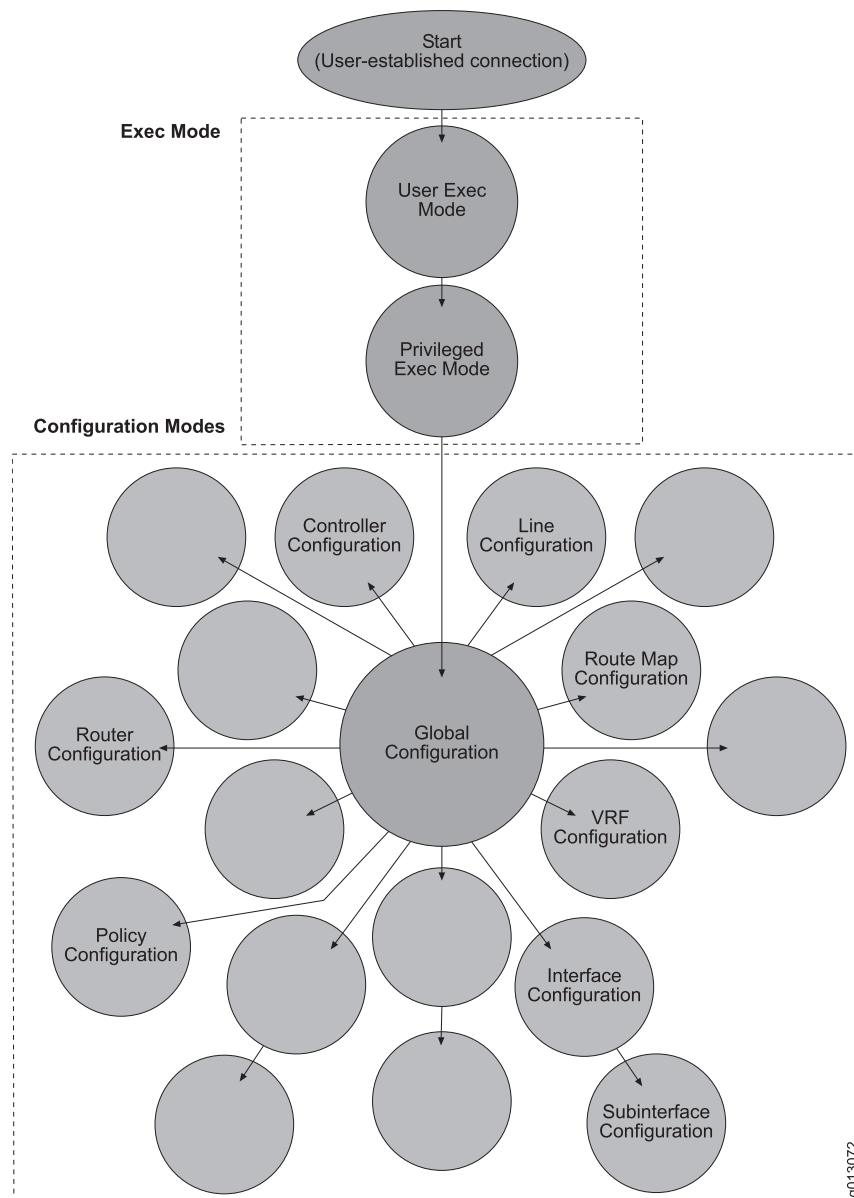 Start
(User-established connection)
Exec Mode
User Exec
Mode
Privileged
Exec Mode
Configuration Modes
Controller
Configuration
Line
Configuration
Route Map
Configuration
Router
Configuration
Global
Configuration
VRF
Configuration
Policy
Configuration
Interface
Configuration
Subinterface
Configuration
g013072